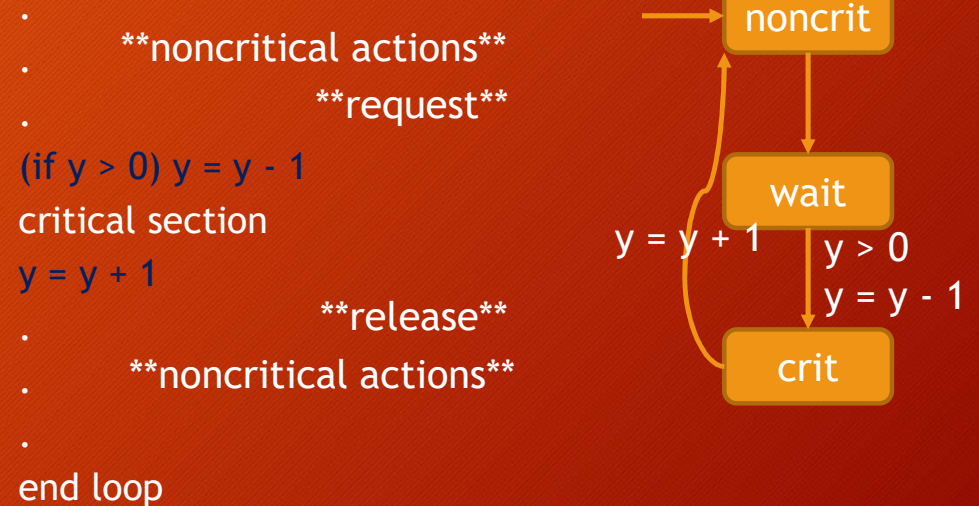 .
**noncritical actions**
.
**request**
.
(if y > 0) y = y - 1
critical section
y = y + 1
**release**
.
**noncritical actions**
.
.
end loop
noncrit
wait
y = y + 1
y > 0
y = y - 1
crit